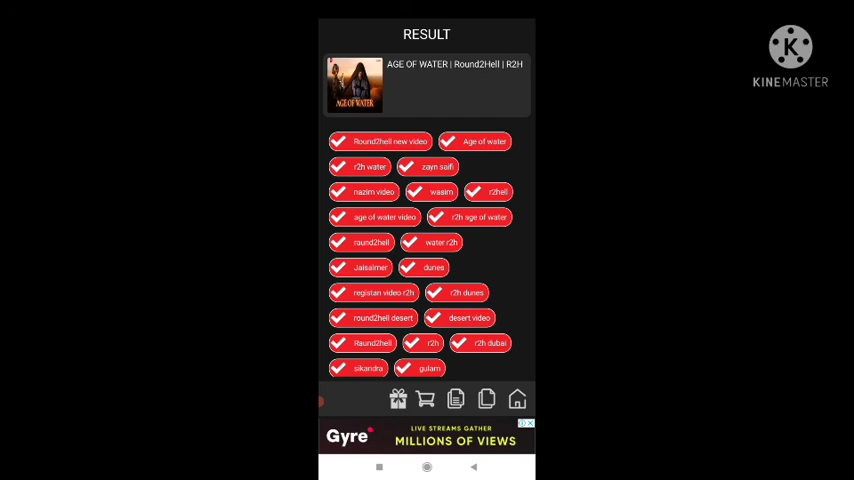 RESULT
AGE OF WATER | Round2Hell | R2H
AGE OF WATER
Round2hell new video Age of water
r2h water zayn saifi
nazim video wasim r2hell
age of water video r2h age of water
raund2hell water r2h
Jaisalmer dunes
registan video r2h r2h dunes
round2hell desert desert video
Raund2hell r2h r2h dubai
sikandra gulam
Gyre
LIVE STREAMS GATHER
MILLIONS OF VIEWS
K
KINEMASTER